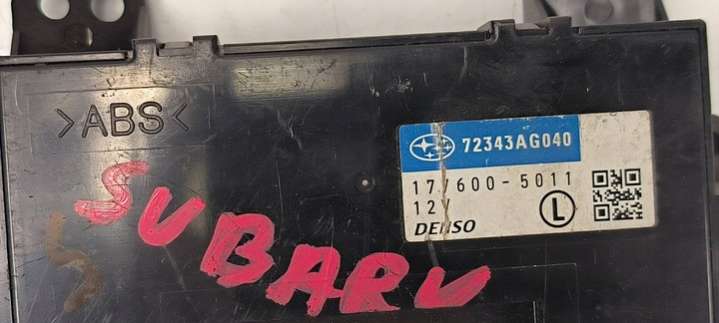 >ABS<
72343AG040
177600-5011
12V
DENSO
L
SUBARU